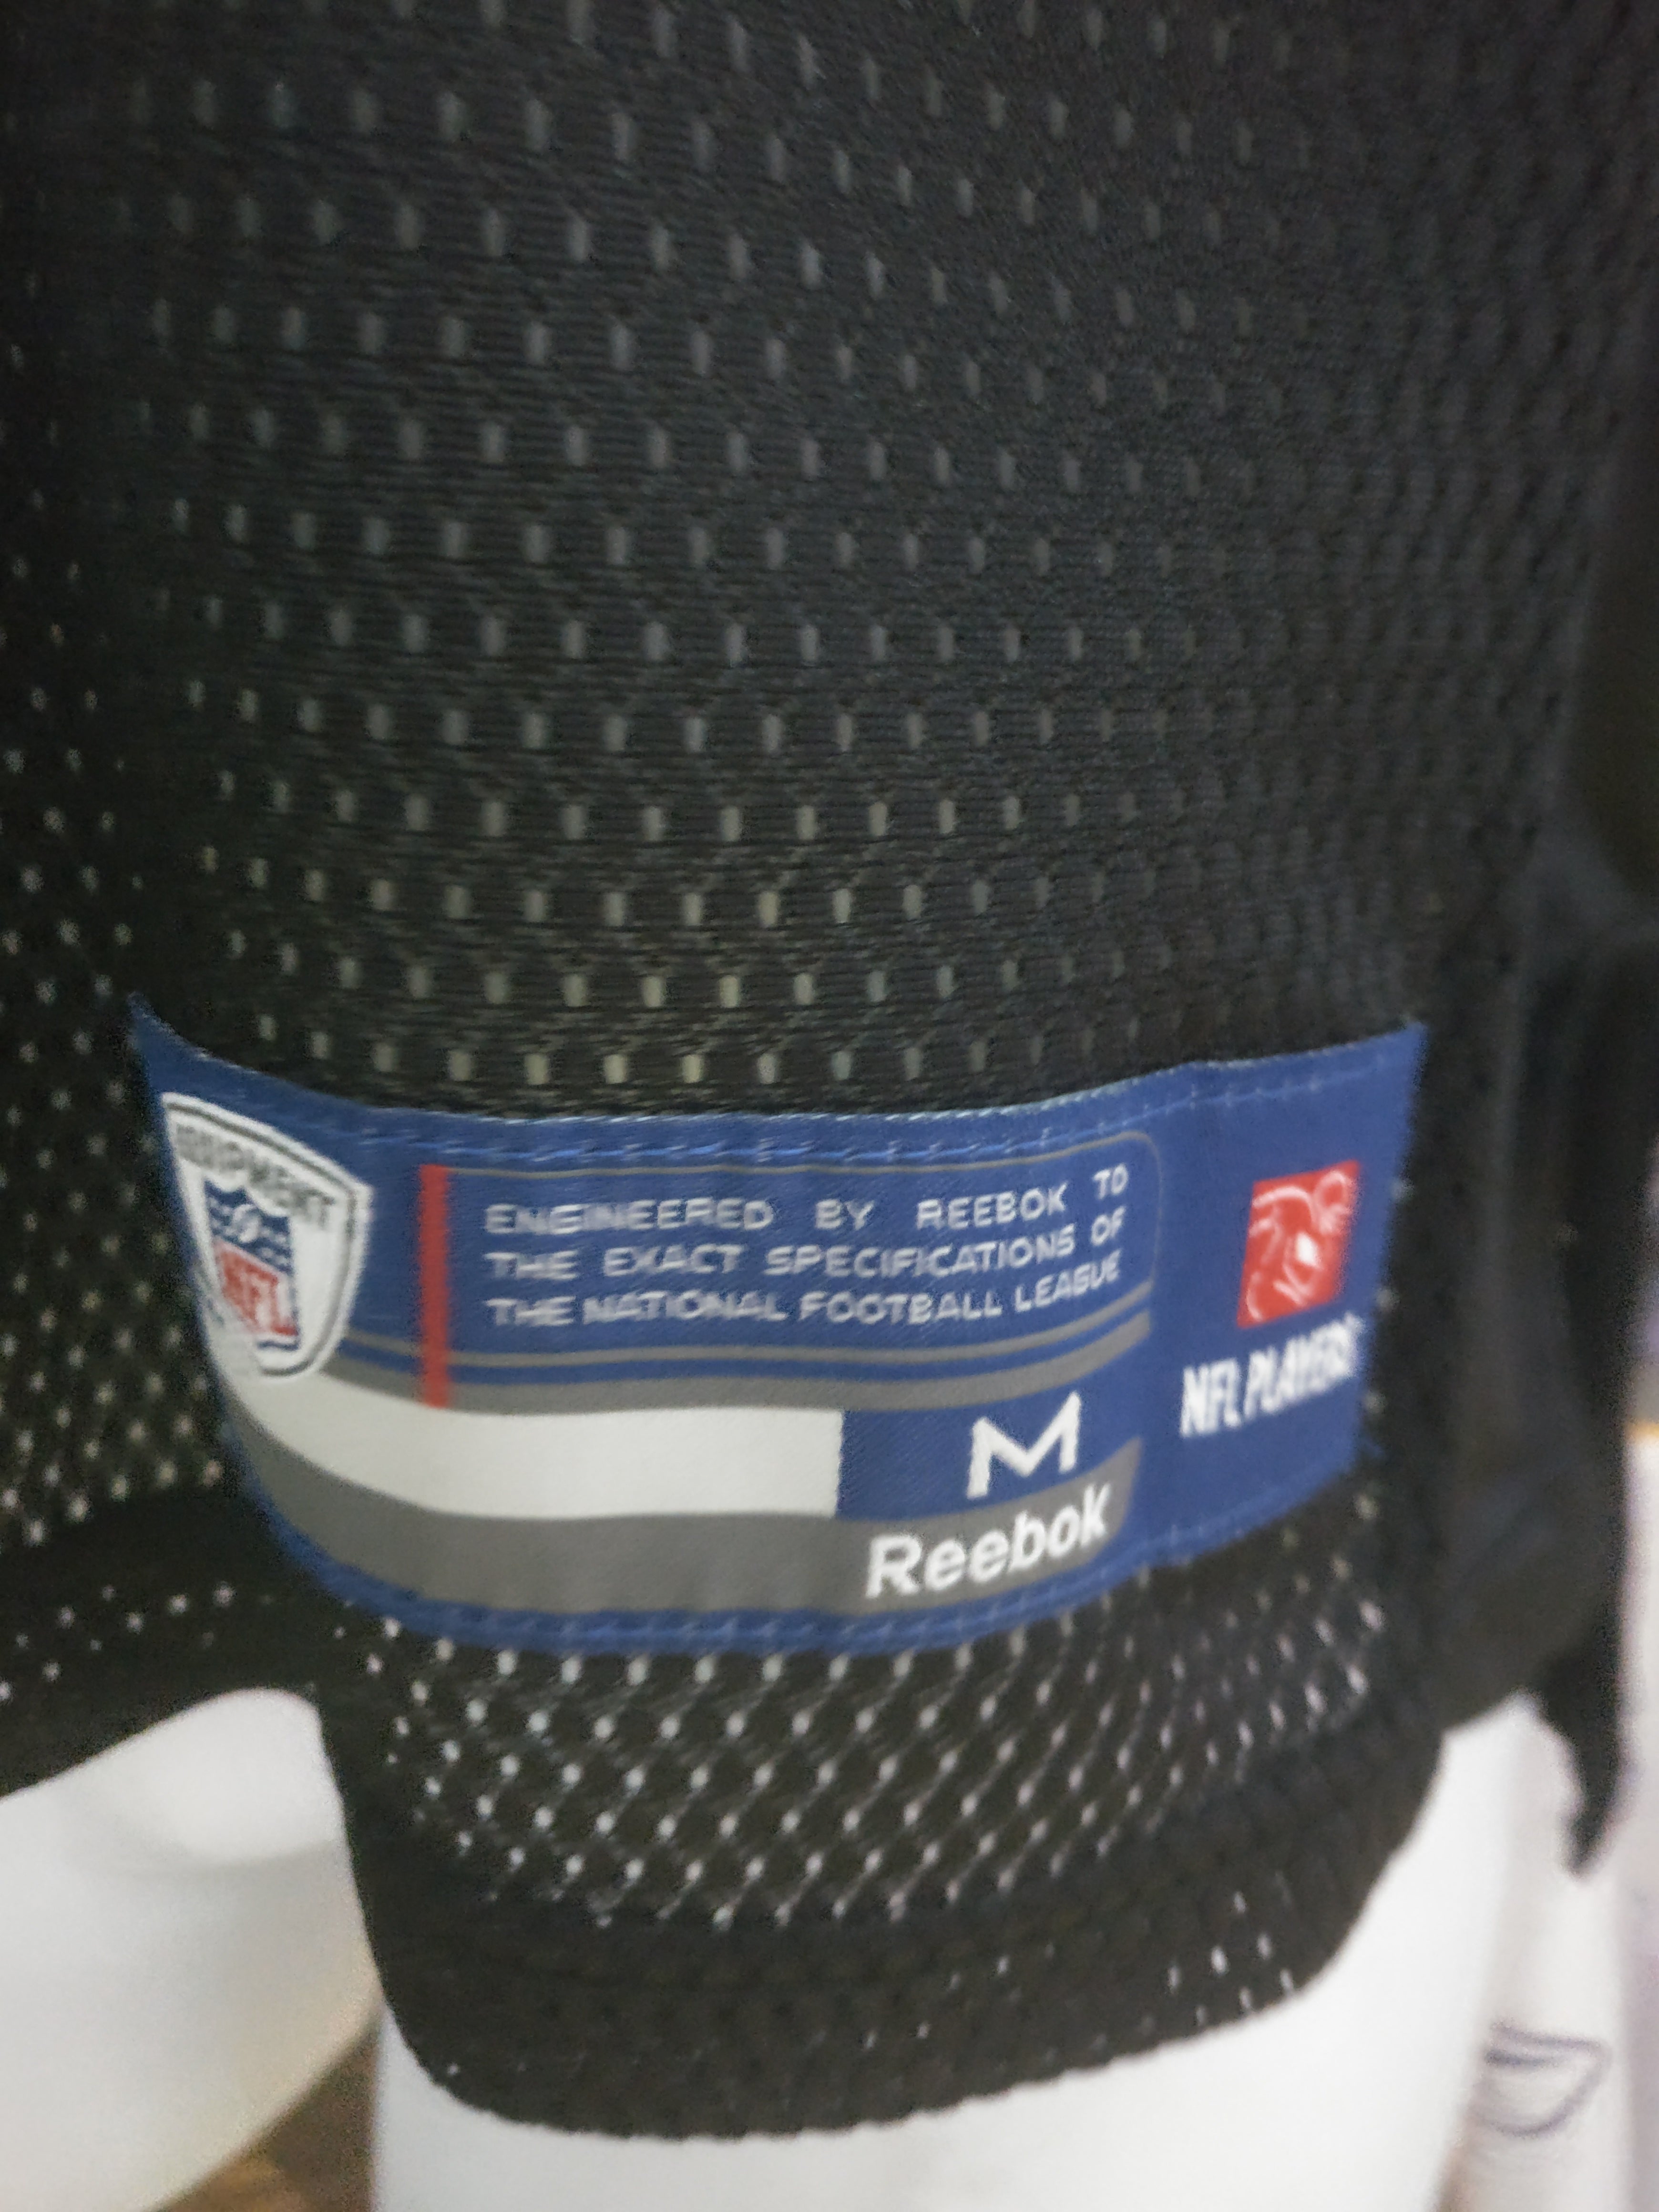 EQUIPMENT
NFL
ENGINEERED BY REEBOK TO
THE EXACT SPECIFICATIONS OF
THE NATIONAL FOOTBALL LEAGUE
M
Reebok
NFL PLAYERS